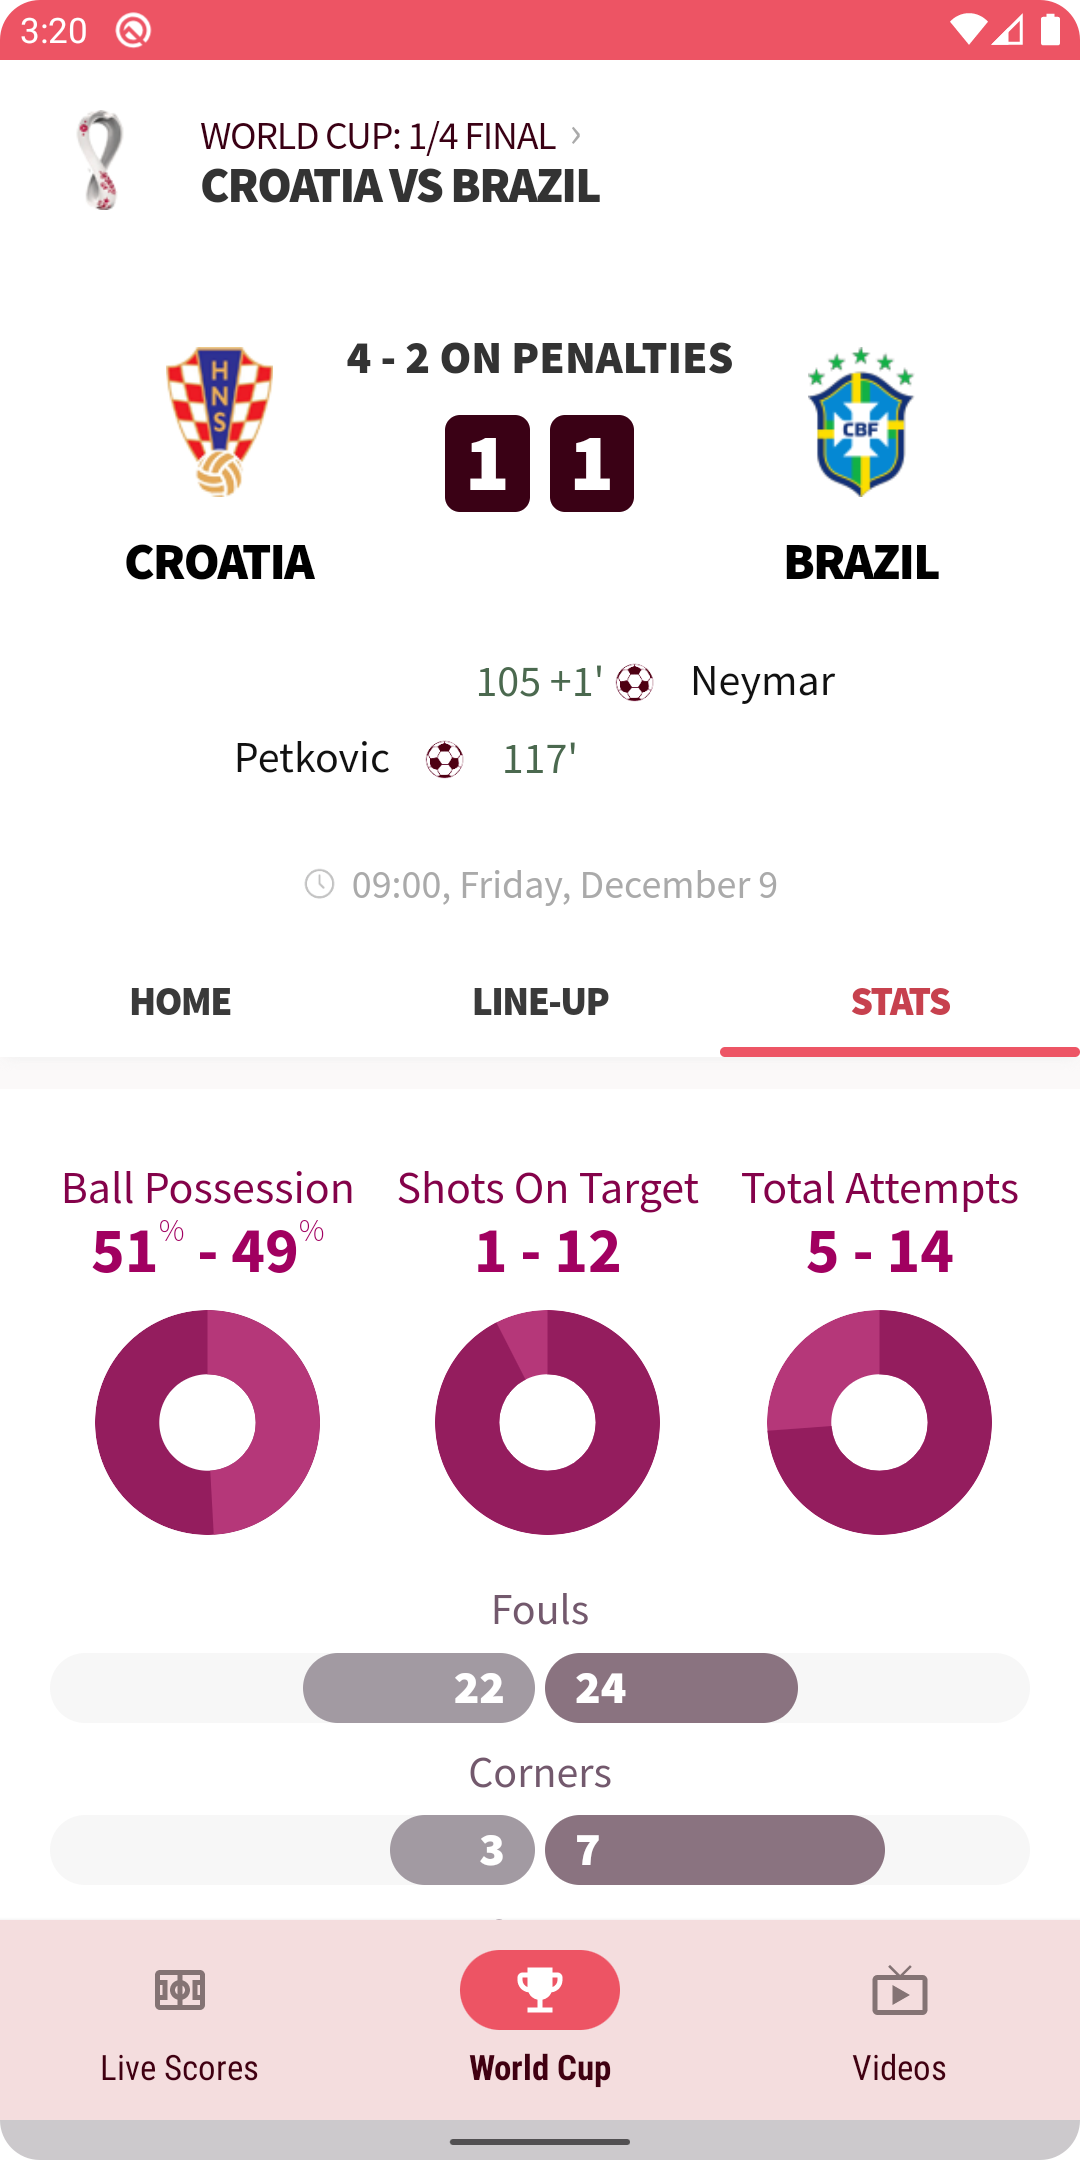 3:20
WORLD CUP: 1/4 FINAL
CROATIA VS BRAZIL
4 - 2 ON PENALTIES
HNS
1 1
CBF
CROATIA
BRAZIL
105 +1' Neymar
Petkovic 117'
09:00, Friday, December 9
HOME LINE-UP STATS
Ball Possession Shots On Target Total Attempts
51% - 49% 1 - 12 5 - 14
Fouls
22 24
Corners
3 7
Live Scores World Cup Videos